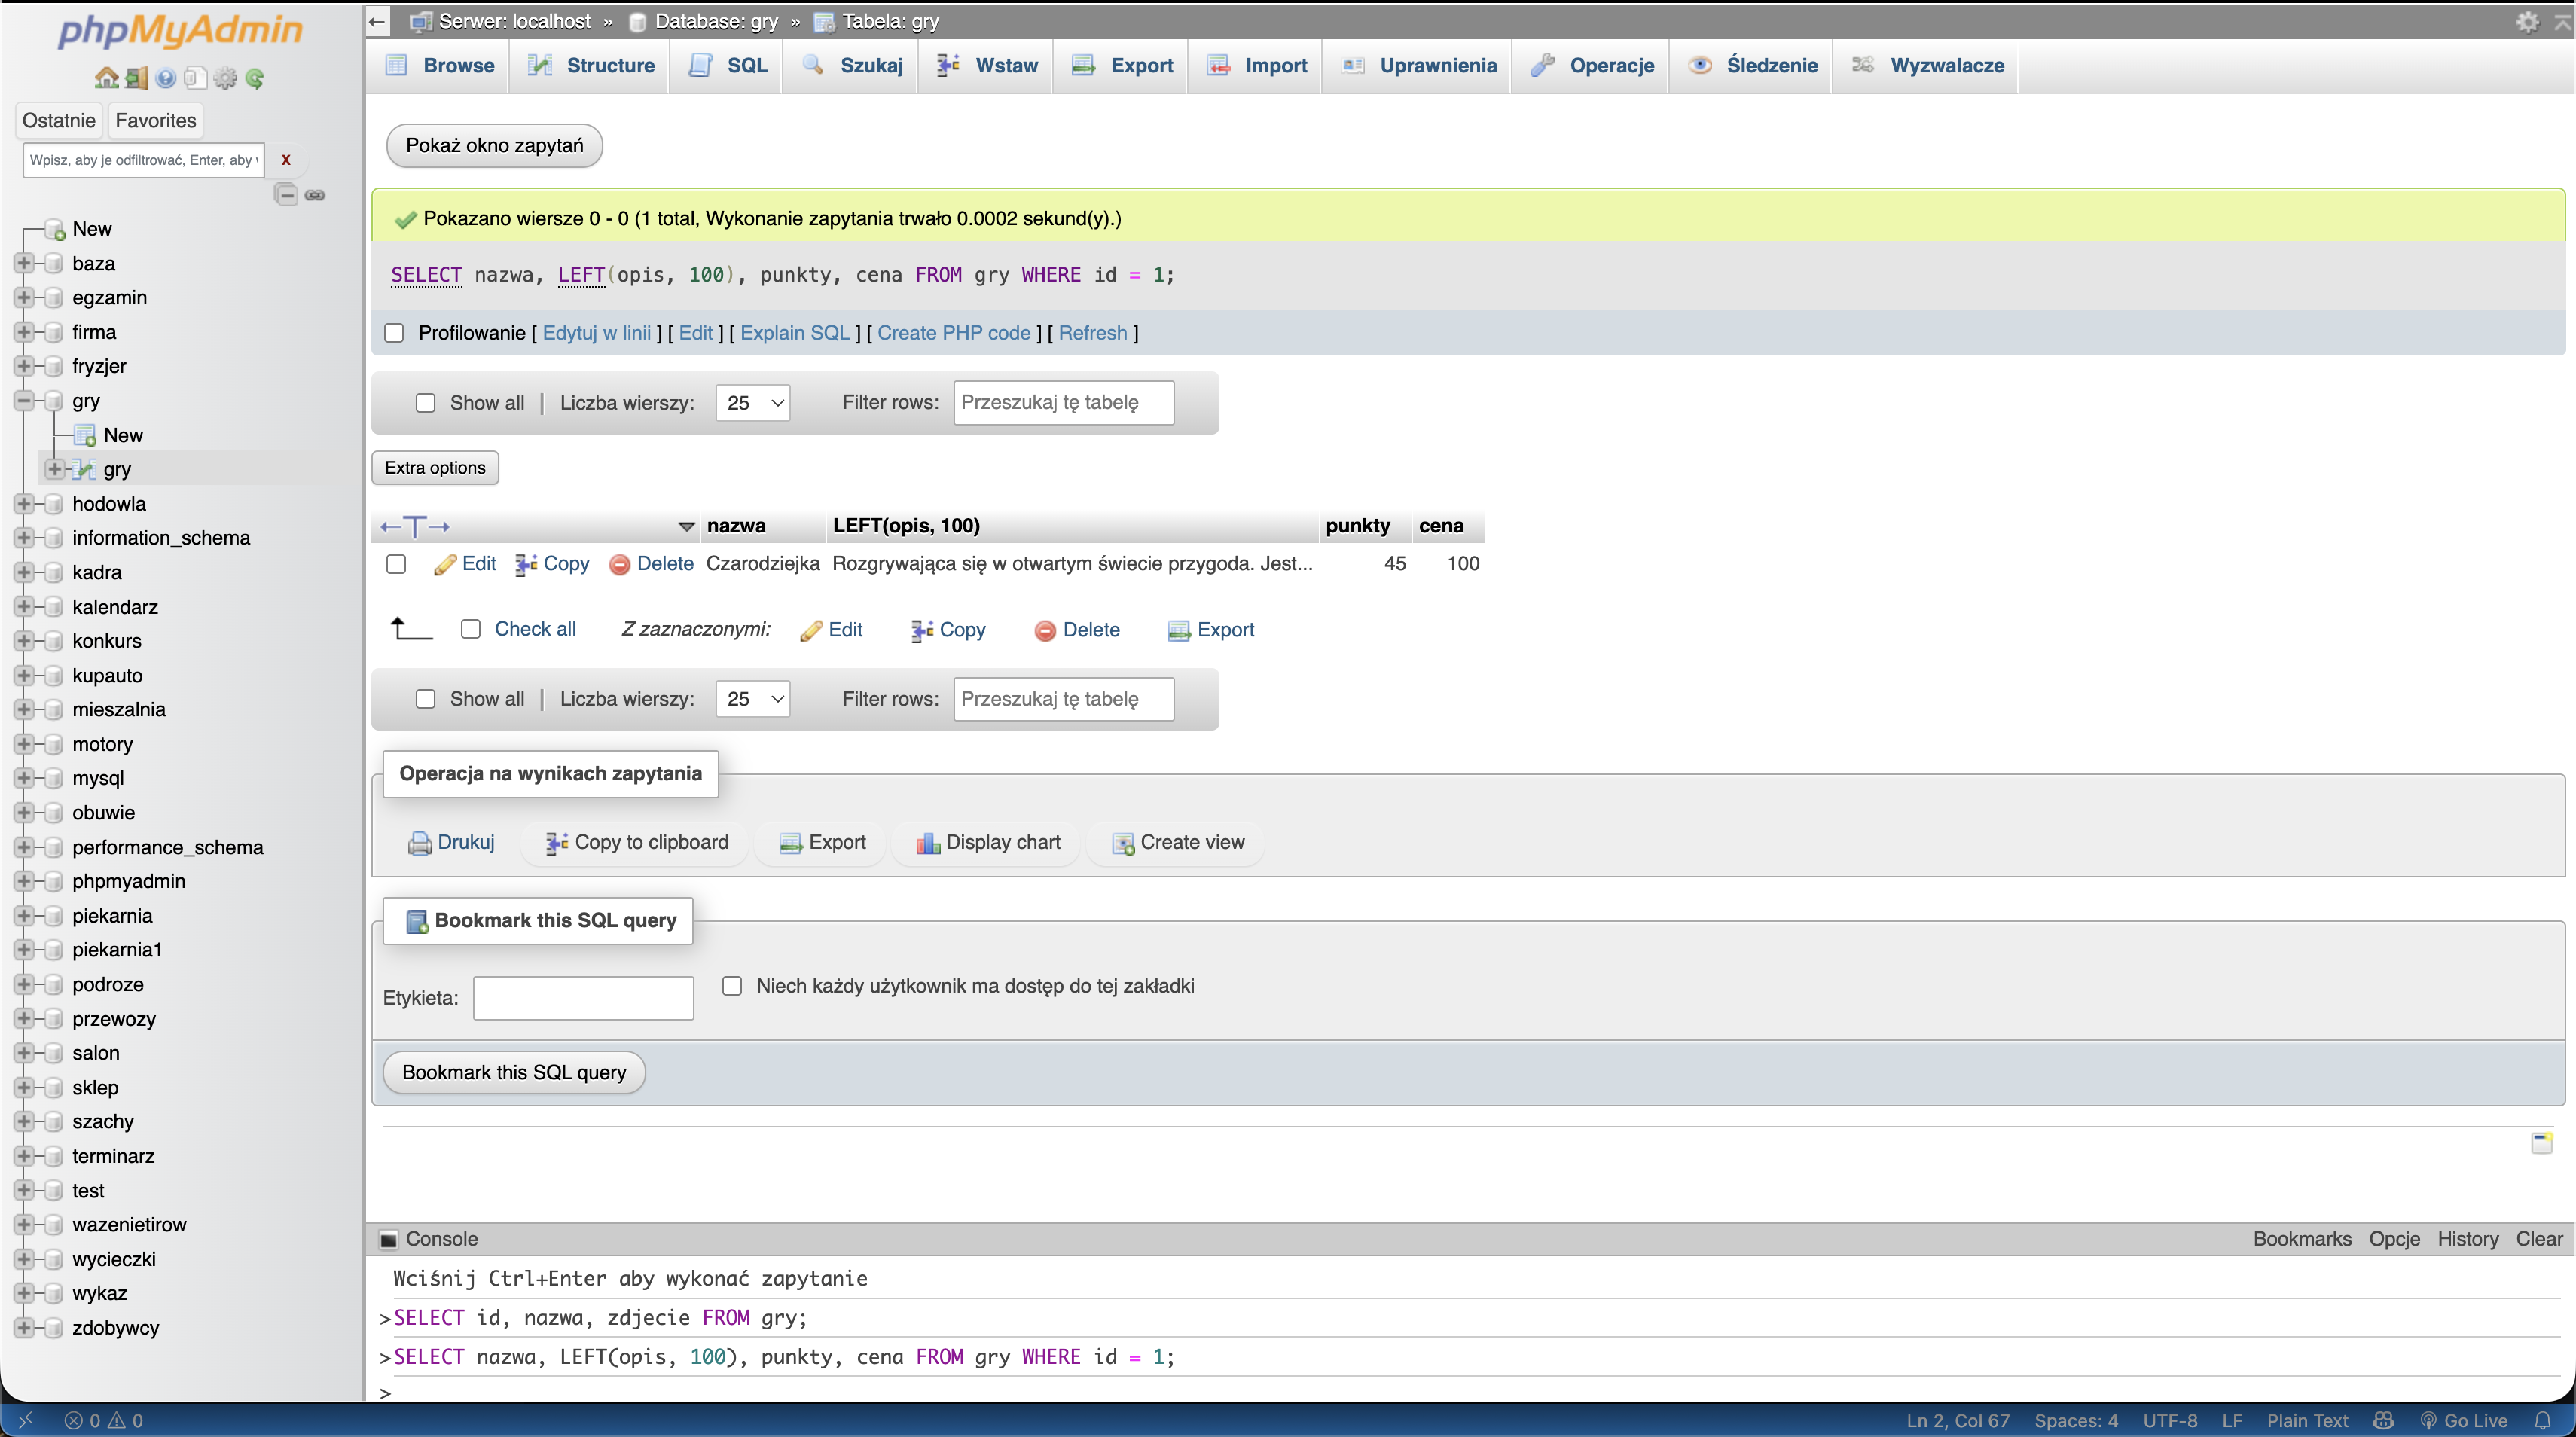 phpMyAdmin
Ostatnie Favorites
Wpisz, aby je odfiltrować, Enter, aby
X
New
baza
egzamin
firma
fryzjer
gry
New
gry
hodowla
information_schema
kadra
kalendarz
konkurs
kupauto
mieszalnia
motory
mysql
obuwie
performance_schema
phpmyadmin
piekarnia
piekarnia1
podroze
przewozy
salon
sklep
szachy
terminarz
test
wazenietirow
wycieczki
wykaz
zdobywcy
Serwer: localhost » Database: gry » Tabela: gry
Browse Structure SQL Szukaj Wstaw Export Import Uprawnienia Operacje Śledzenie Wyzwalacze
Pokaż okno zapytań
Pokazano wiersze 0 - 0 (1 total, Wykonanie zapytania trwało 0.0002 sekund(y).)
SELECT nazwa, LEFT(opis, 100), punkty, cena FROM gry WHERE id = 1;
Profilowanie [ Edytuj w linii ] [ Edit ] [ Explain SQL ] [ Create PHP code ] [ Refresh ]
Show all | Liczba wierszy: 25 Filter rows: Przeszukaj tę tabelę
Extra options
←T→ nazwa LEFT(opis, 100) punkty cena
Edit Copy Delete Czarodziejka Rozgrywająca się w otwartym świecie przygoda. Jest... 45 100
Check all Z zaznaczonymi: Edit Copy Delete Export
Show all | Liczba wierszy: 25 Filter rows: Przeszukaj tę tabelę
Operacja na wynikach zapytania
Drukuj Copy to clipboard Export Display chart Create view
Bookmark this SQL query
Etykieta: Niech każdy użytkownik ma dostęp do tej zakładki
Bookmark this SQL query
Console Bookmarks Opcje History Clear
Wciśnij Ctrl+Enter aby wykonać zapytanie
>SELECT id, nazwa, zdjecie FROM gry;
>SELECT nazwa, LEFT(opis, 100), punkty, cena FROM gry WHERE id = 1;
>
0 0 Ln 2, Col 67 Spaces: 4 UTF-8 LF Plain Text Go Live